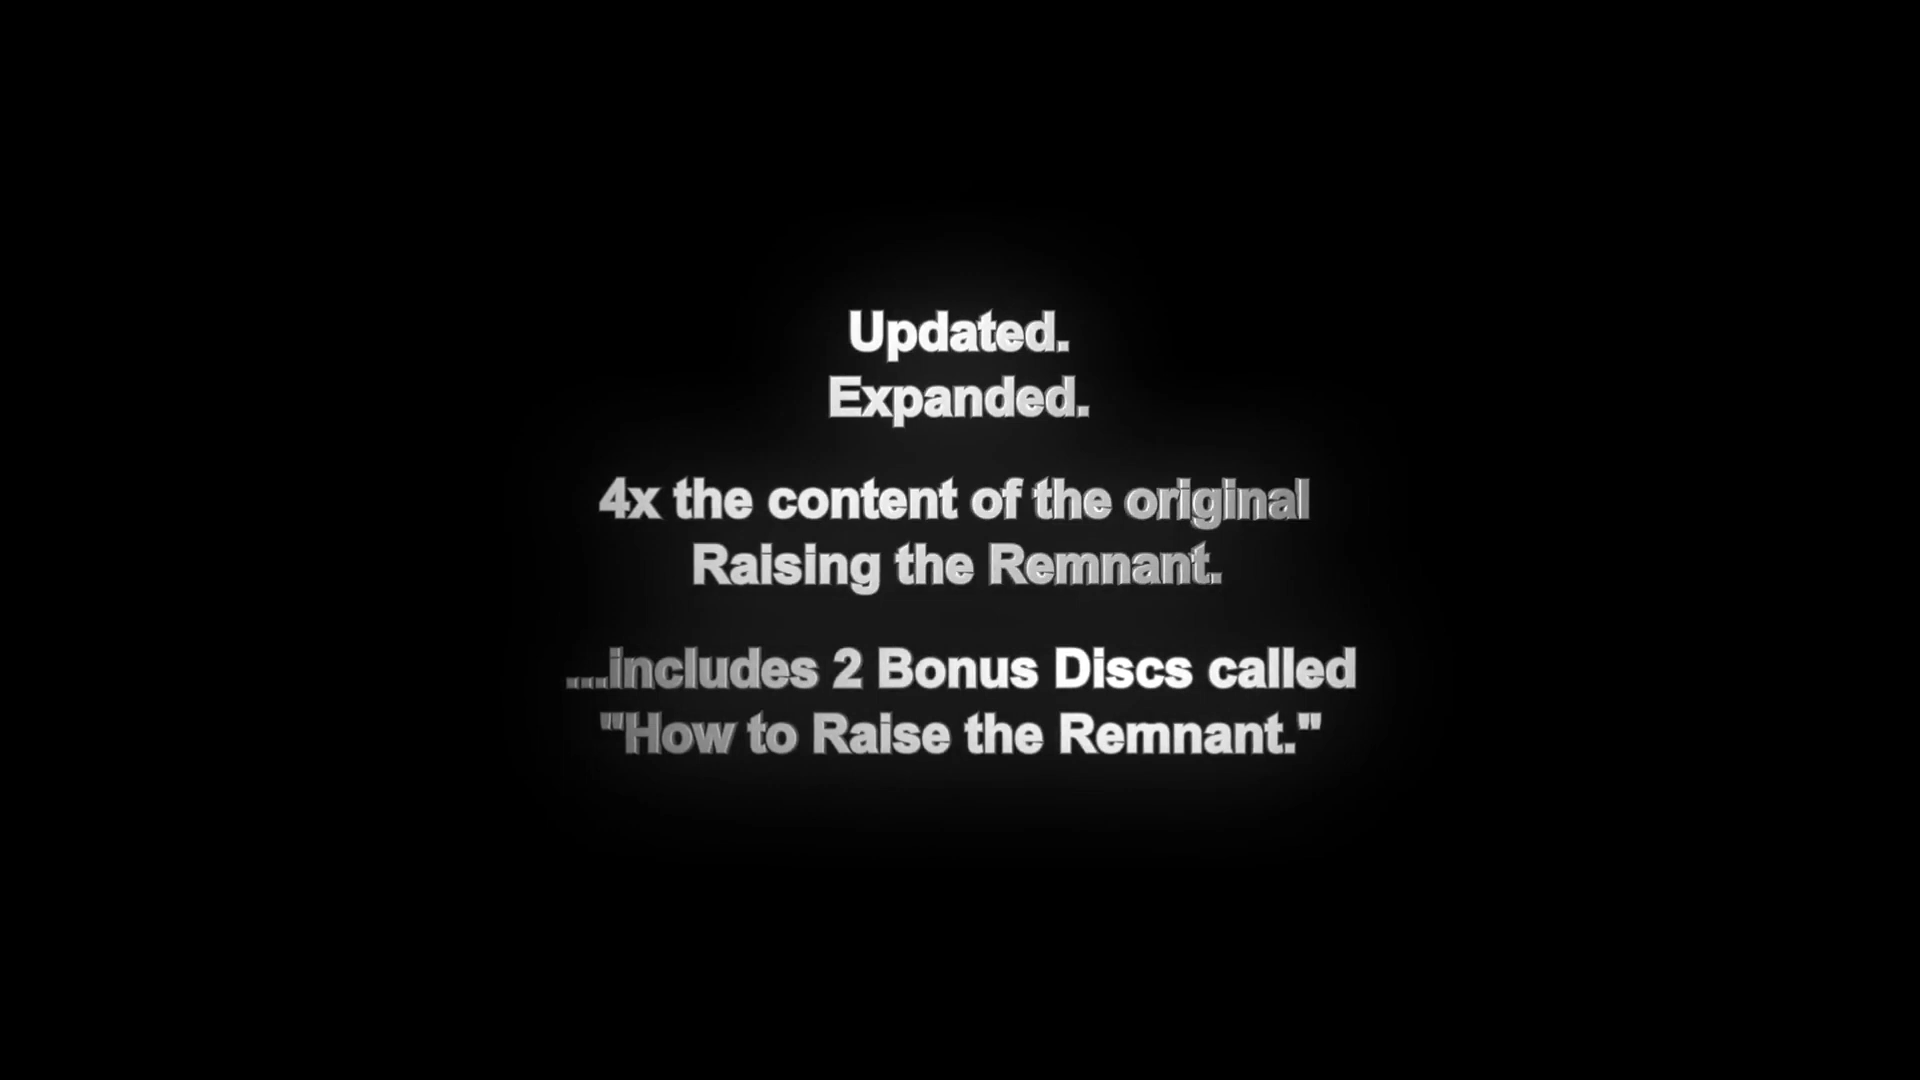 Updated.
Expanded.
4x the content of the original
Raising the Remnant.
....includes 2 Bonus Discs called
"How to Raise the Remnant."